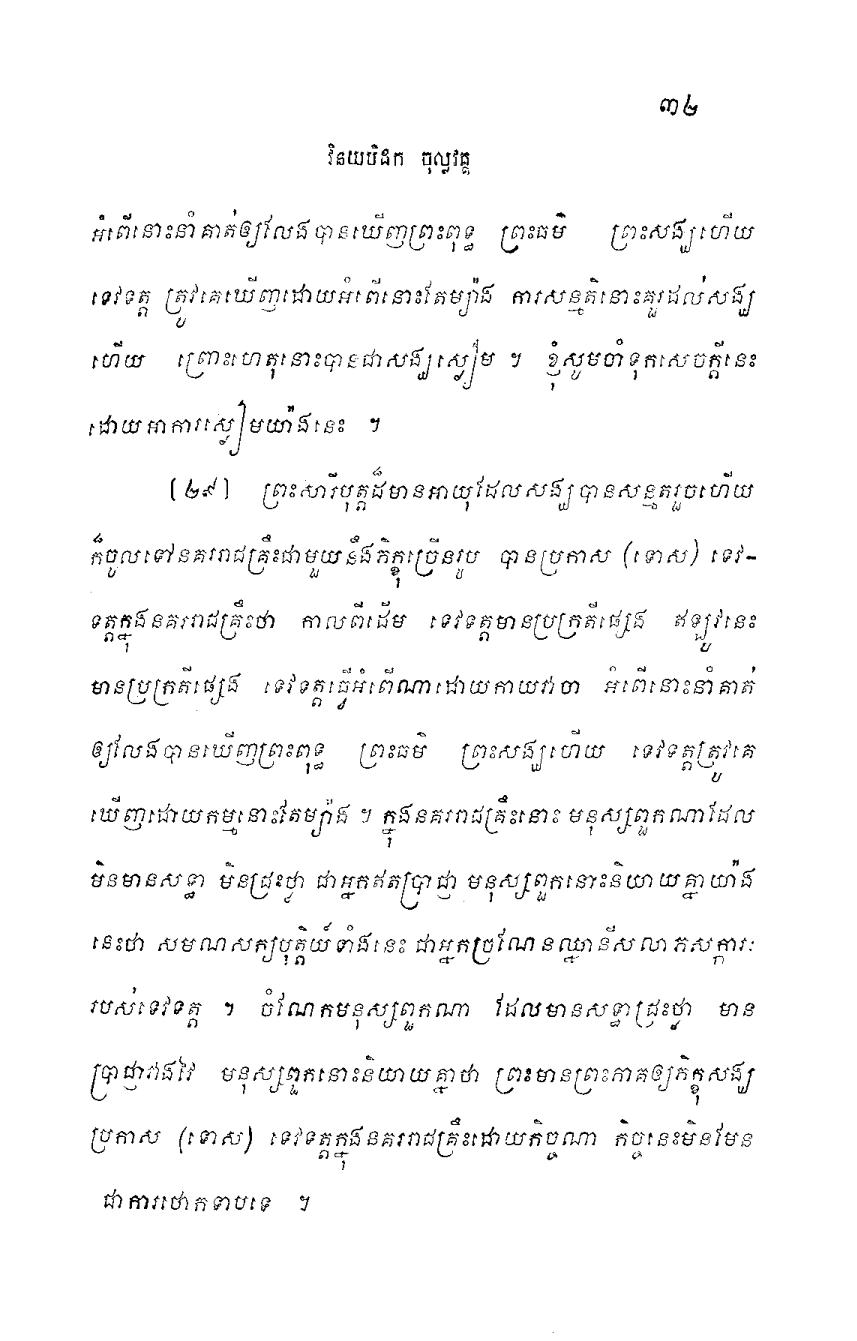 ៣៤
វិនយបិដក ចុល្លវគ្គ
អំពើនោះនាំគាត់ឲ្យលែងបានឃើញព្រះពុទ្ធ ព្រះធម៌ ព្រះសង្ឃហើយ
ទេវទត្ត ត្រូវគេឃើញដោយអំពើនោះតែម្យ៉ាង ការសន្មតិនោះគួរដល់សង្ឃ
ហើយ ព្រោះហេតុនោះបានជាសង្ឃស្ងៀម ។ ខ្ញុំសូមចាំទុកសេចក្តីនេះ
ដោយអាការស្ងៀមយ៉ាងនេះ ។
[២៩] ព្រះសារីបុត្តដ៏មានអាយុដែលសង្ឃបានសន្មតរួចហើយ
ក៏ចូលទៅនគររាជគ្រឹះជាមួយនឹងភិក្ខុច្រើនរូប បានប្រកាស (ទោស) ទេវ-
ទត្តក្នុងនគររាជគ្រឹះថា កាលពីដើម ទេវទត្តមានប្រក្រតីផ្សេង ឥឡូវនេះ
មានប្រក្រតីផ្សេង ទេវទត្តធ្វើអំពើណាដោយកាយវាចា អំពើនោះនាំគាត់
ឲ្យលែងបានឃើញព្រះពុទ្ធ ព្រះធម៌ ព្រះសង្ឃហើយ ទេវទត្តត្រូវគេ
ឃើញដោយកម្មនោះតែម្យ៉ាង ។ ក្នុងនគររាជគ្រឹះនោះ មនុស្សពួកណាដែល
មិនមានសទ្ធា មិនជ្រះថ្លា ជាអ្នកឥតប្រាជ្ញា មនុស្សពួកនោះនិយាយគ្នាយ៉ាង
នេះថា សមណសក្យបុត្តិយ៍ទាំងនេះ ជាអ្នកច្រណែនឈ្នានីសលាភសក្ការៈ
របស់ទេវទត្ត ។ ចំណែកមនុស្សពួកណា ដែលមានសទ្ធាជ្រះថ្លា មាន
ប្រាជ្ញាវាងវៃ មនុស្សពួកនោះនិយាយគ្នាថា ព្រះមានព្រះភាគឲ្យភិក្ខុសង្ឃ
ប្រកាស (ទោស) ទេវទត្តក្នុងនគររាជគ្រឹះដោយកិច្ចណា កិច្ចនេះមិនមែន
ជាការថោកទាបទេ ។